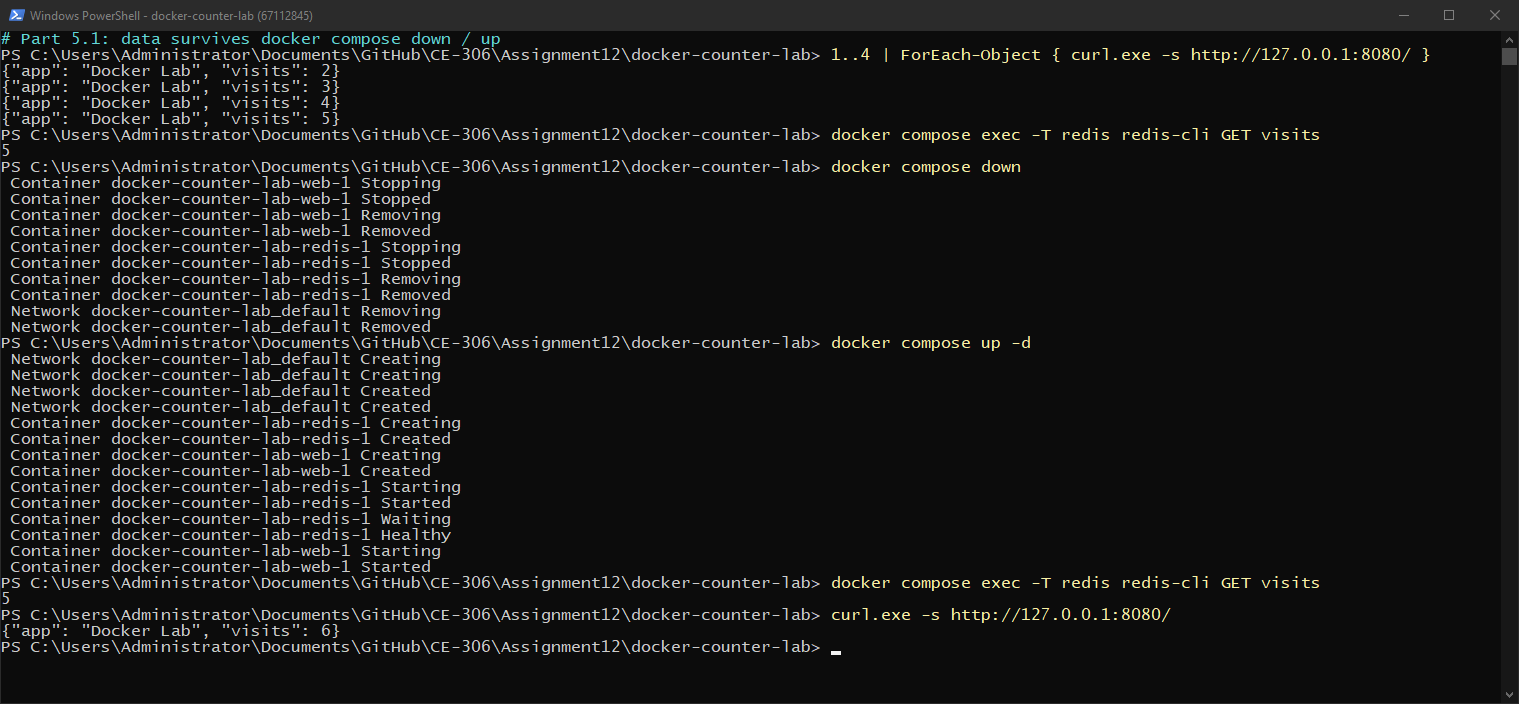 Windows PowerShell - docker-counter-lab (67112845)
# Part 5.1: data survives docker compose down / up
PS C:\Users\Administrator\Documents\GitHub\CE-306\Assignment12\docker-counter-lab> 1..4 | ForEach-Object { curl.exe -s http://127.0.0.1:8080/ }
{"app": "Docker Lab", "visits": 2}
{"app": "Docker Lab", "visits": 3}
{"app": "Docker Lab", "visits": 4}
{"app": "Docker Lab", "visits": 5}
PS C:\Users\Administrator\Documents\GitHub\CE-306\Assignment12\docker-counter-lab> docker compose exec -T redis redis-cli GET visits
5
PS C:\Users\Administrator\Documents\GitHub\CE-306\Assignment12\docker-counter-lab> docker compose down
 Container docker-counter-lab-web-1 Stopping
 Container docker-counter-lab-web-1 Stopped
 Container docker-counter-lab-web-1 Removing
 Container docker-counter-lab-web-1 Removed
 Container docker-counter-lab-redis-1 Stopping
 Container docker-counter-lab-redis-1 Stopped
 Container docker-counter-lab-redis-1 Removing
 Container docker-counter-lab-redis-1 Removed
 Network docker-counter-lab_default Removing
 Network docker-counter-lab_default Removed
PS C:\Users\Administrator\Documents\GitHub\CE-306\Assignment12\docker-counter-lab> docker compose up -d
 Network docker-counter-lab_default Creating
 Network docker-counter-lab_default Creating
 Network docker-counter-lab_default Created
 Network docker-counter-lab_default Created
 Container docker-counter-lab-redis-1 Creating
 Container docker-counter-lab-redis-1 Created
 Container docker-counter-lab-web-1 Creating
 Container docker-counter-lab-web-1 Created
 Container docker-counter-lab-redis-1 Starting
 Container docker-counter-lab-redis-1 Started
 Container docker-counter-lab-redis-1 Waiting
 Container docker-counter-lab-redis-1 Healthy
 Container docker-counter-lab-web-1 Starting
 Container docker-counter-lab-web-1 Started
PS C:\Users\Administrator\Documents\GitHub\CE-306\Assignment12\docker-counter-lab> docker compose exec -T redis redis-cli GET visits
5
PS C:\Users\Administrator\Documents\GitHub\CE-306\Assignment12\docker-counter-lab> curl.exe -s http://127.0.0.1:8080/
{"app": "Docker Lab", "visits": 6}
PS C:\Users\Administrator\Documents\GitHub\CE-306\Assignment12\docker-counter-lab>